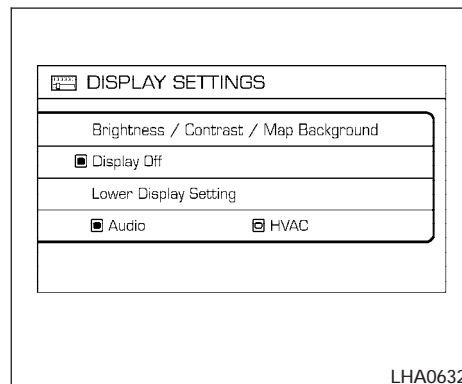 DISPLAY SETTINGS
Brightness / Contrast / Map Background
Display Off
Lower Display Setting
Audio HVAC
LHA0632